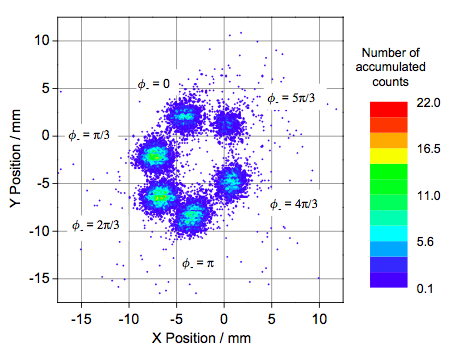 10
5
0
-5
-10
-15
Y Position / mm
-15
-10
-5
0
5
10
X Position / mm
ϕ₋ = 0
ϕ₋ = 5π/3
ϕ₋ = π/3
ϕ₋ = 4π/3
ϕ₋ = 2π/3
ϕ₋ = π
Number of
accumulated
counts
22.0
16.5
11.0
5.6
0.1